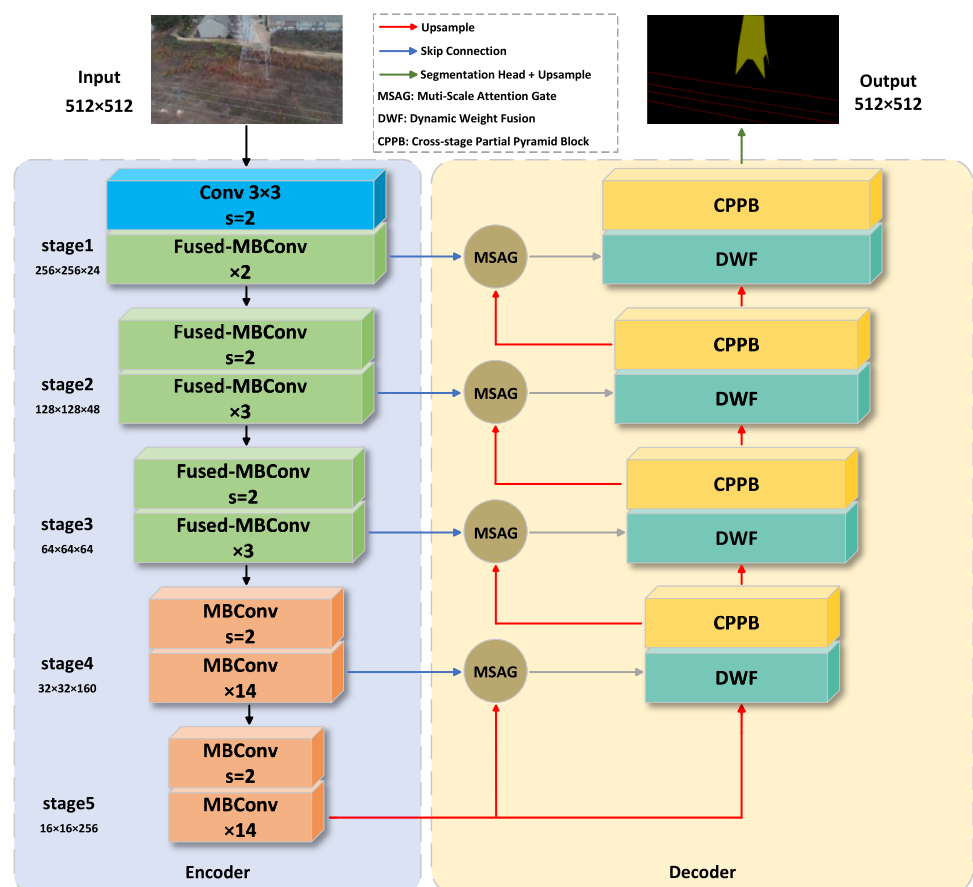 Input
512×512
Upsample
Skip Connection
Segmentation Head + Upsample
MSAG: Muti-Scale Attention Gate
DWF: Dynamic Weight Fusion
CPPB: Cross-stage Partial Pyramid Block
Output
512×512
Conv 3×3
s=2
stage1
256×256×24
Fused-MBConv
×2
MSAG
CPPB
DWF
Fused-MBConv
s=2
stage2
128×128×48
Fused-MBConv
×3
MSAG
CPPB
DWF
Fused-MBConv
s=2
stage3
64×64×64
Fused-MBConv
×3
MSAG
CPPB
DWF
MBConv
s=2
stage4
32×32×160
MBConv
×14
MSAG
CPPB
DWF
MBConv
s=2
stage5
16×16×256
MBConv
×14
Encoder
Decoder